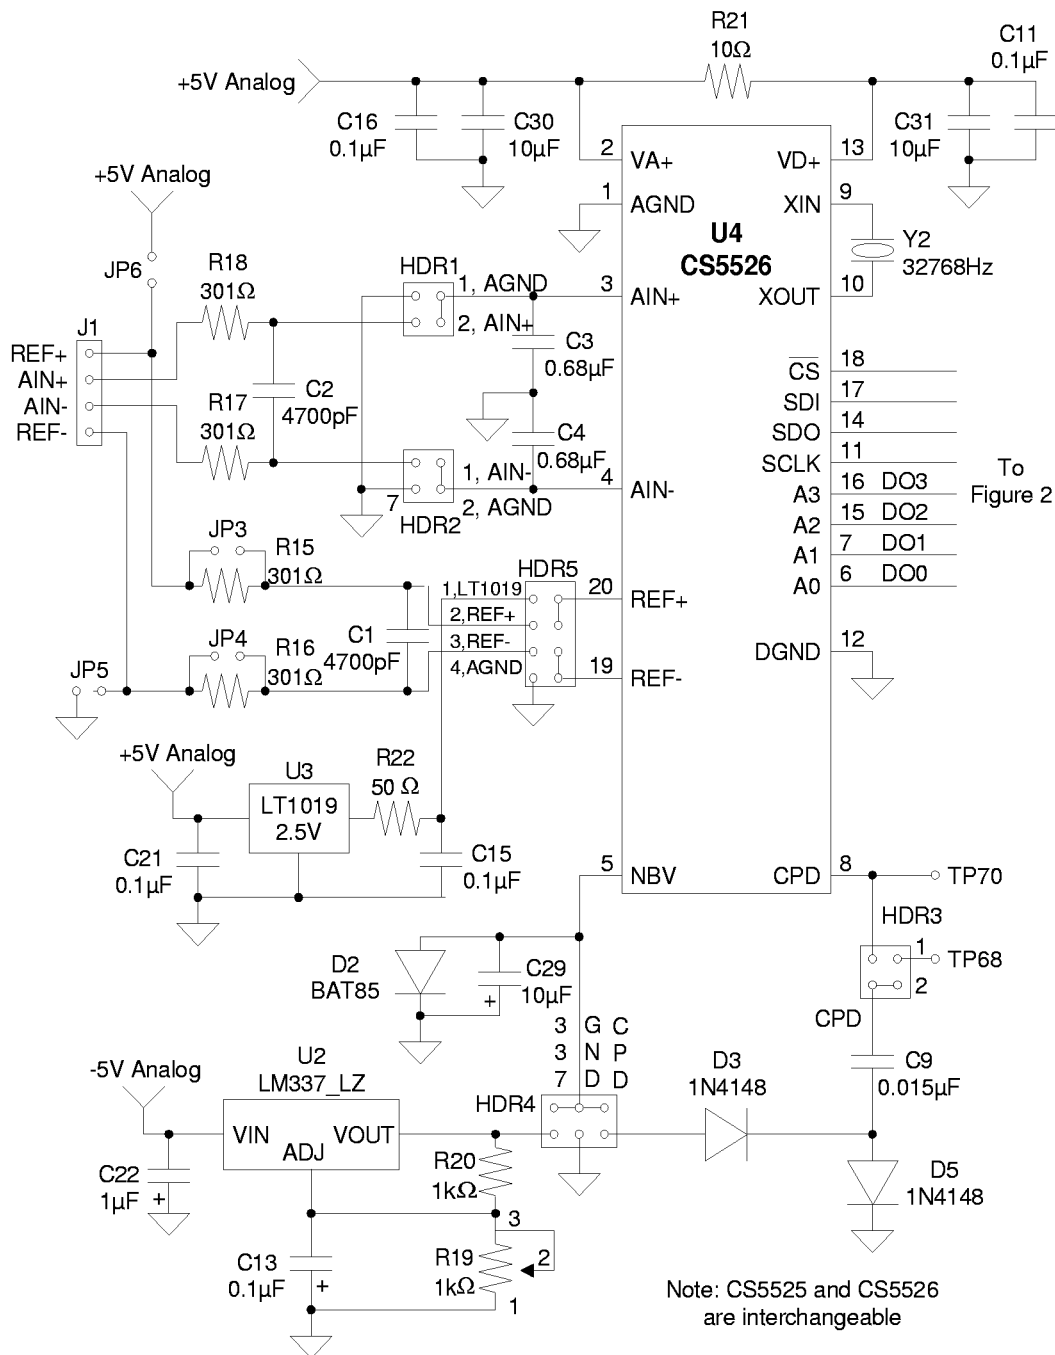 R21
10Ω
C11
0.1µF
+5V Analog
C16
0.1µF
C30
10µF
C31
10µF
2
VA+
VD+
13
1
AGND
XIN
9
U4
CS5526
Y2
32768Hz
+5V Analog
JP6
R18
301Ω
HDR1
1, AGND
3
AIN+
XOUT
10
2, AIN+
J1
REF+
AIN+
AIN-
REF-
C3
0.68µF
C2
4700pF
R17
301Ω
C4
0.68µF
CS
18
SDI
17
SDO
14
SCLK
11
A3
16
DO3
A2
15
DO2
A1
7
DO1
A0
6
DO0
To
Figure 2
1, AIN-
4
AIN-
7
2, AGND
HDR2
JP3
R15
301Ω
HDR5
1,LT1019
2,REF+
3,REF-
4,AGND
20
REF+
19
REF-
C1
4700pF
DGND
12
JP4
R16
301Ω
JP5
+5V Analog
U3
LT1019
2.5V
R22
50 Ω
C21
0.1µF
C15
0.1µF
5
NBV
CPD
8
TP70
HDR3
1
TP68
2
CPD
D2
BAT85
C29
10µF
+
3 G C
3 N P
7 D D
HDR4
D3
1N4148
C9
0.015µF
D5
1N4148
-5V Analog
U2
LM337_LZ
VIN
VOUT
ADJ
C22
1µF
+
R20
1kΩ
3
R19
1kΩ
2
1
C13
0.1µF
+
Note: CS5525 and CS5526
are interchangeable